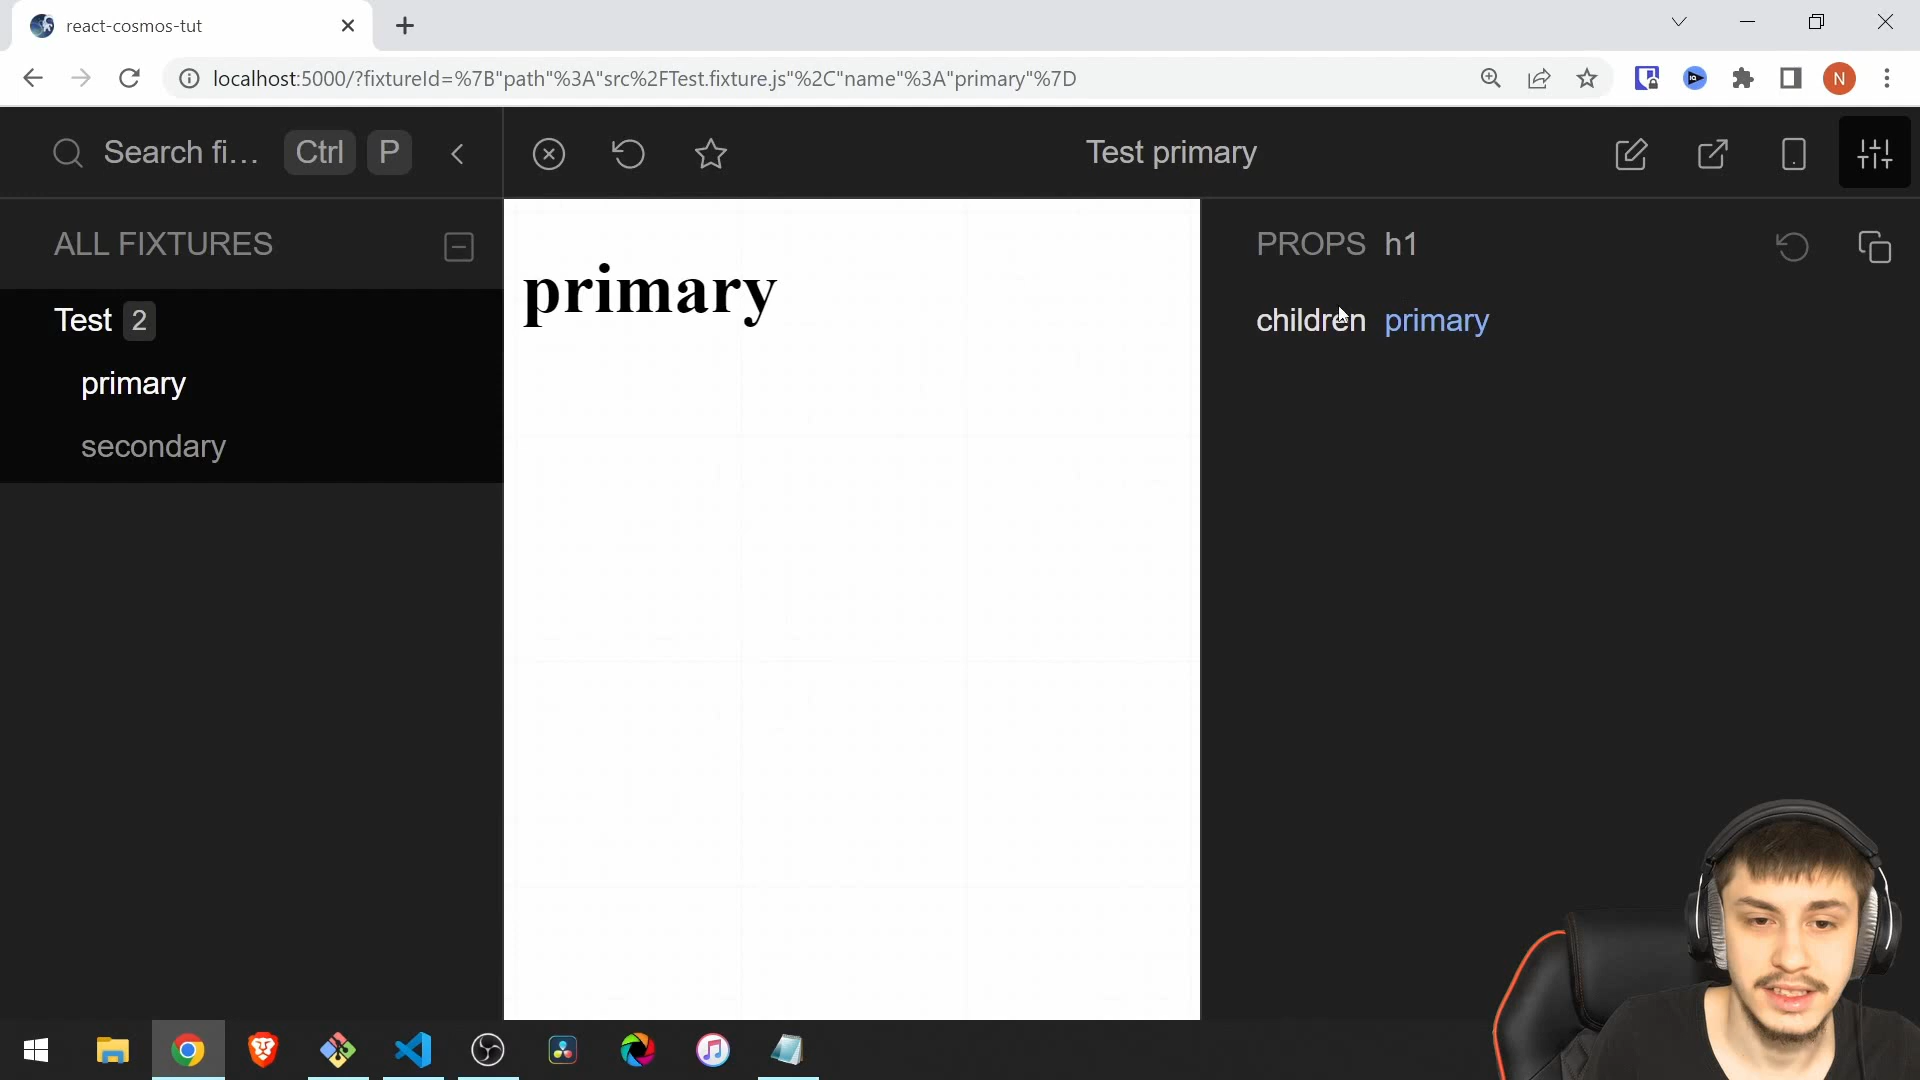 react-cosmos-tut
localhost:5000/?fixtureId=%7B"path"%3A"src%2FTest.fixture.js"%2C"name"%3A"primary"%7D
N
Search fi... Ctrl P
Test primary
ALL FIXTURES
PROPS h1
Test 2
children primary
primary
secondary
primary